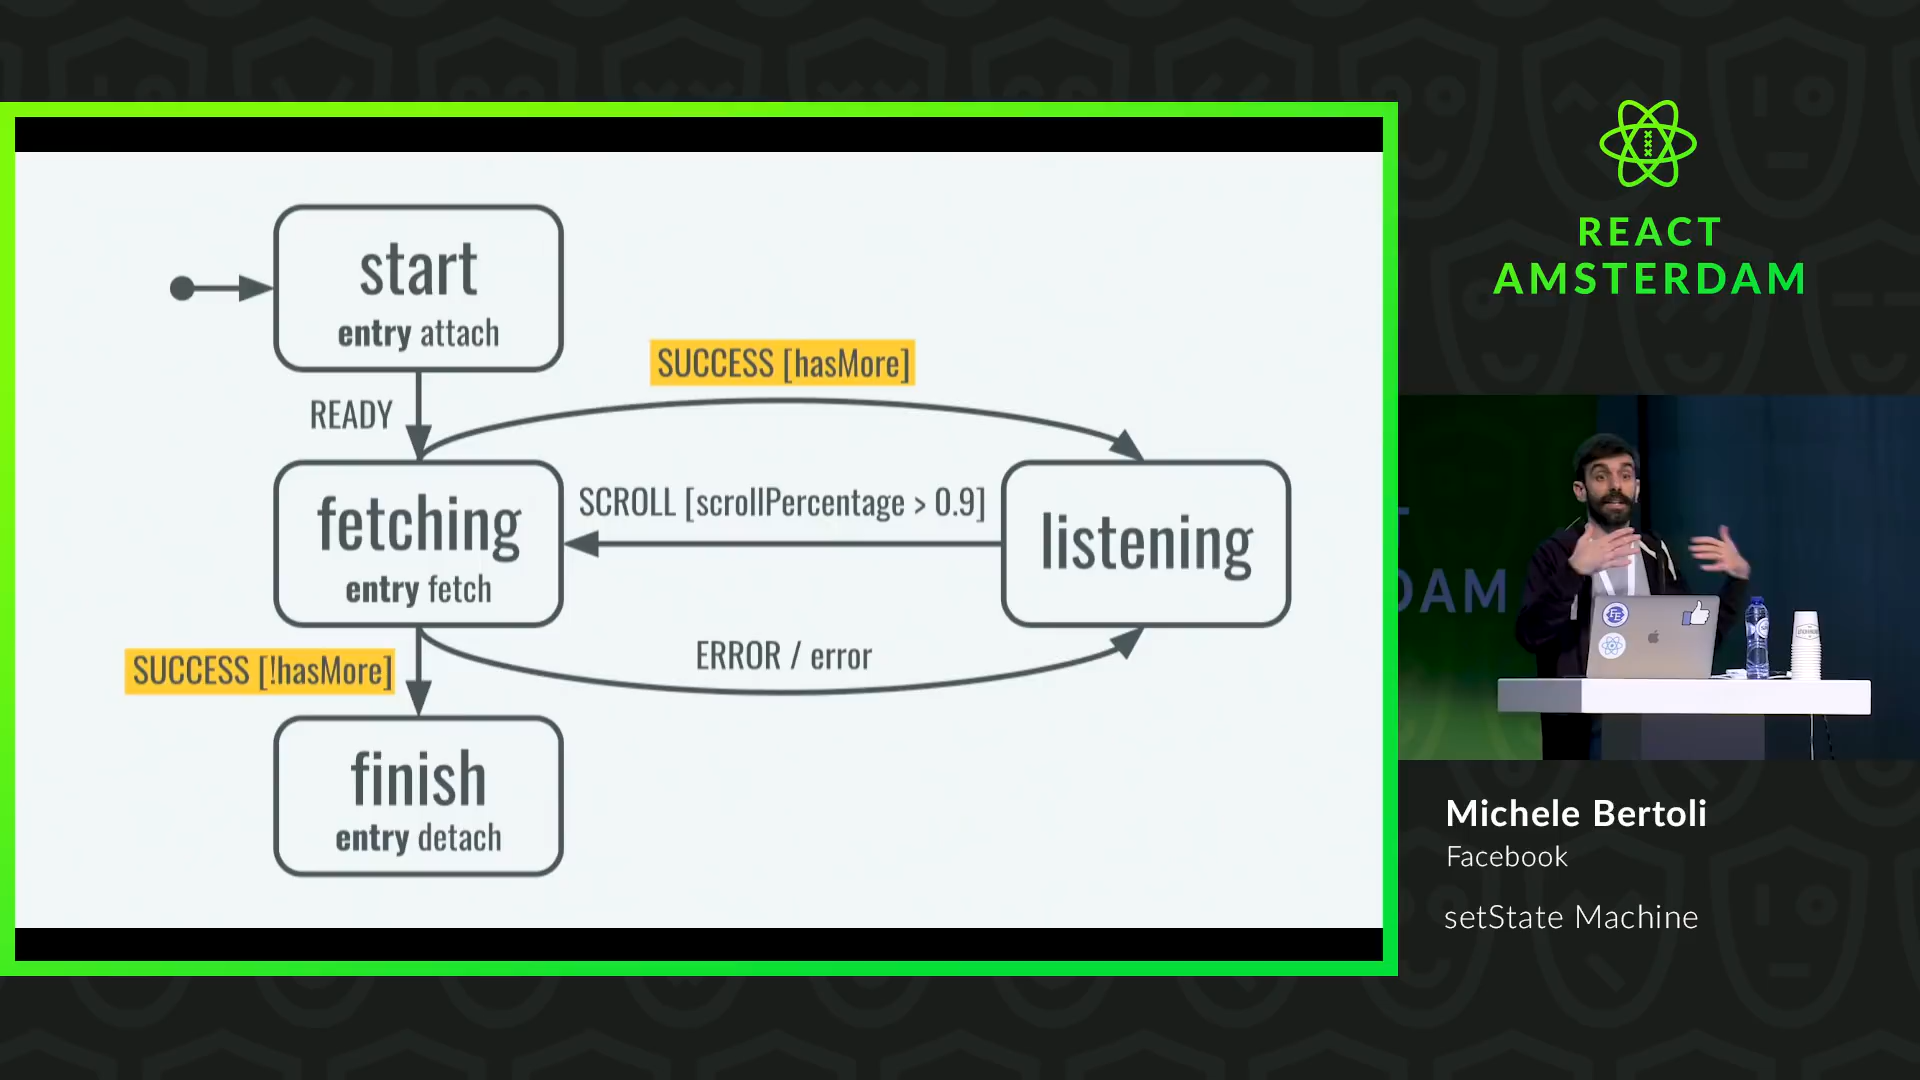 start
entry attach
SUCCESS [hasMore]
READY
SCROLL [scrollPercentage > 0.9]
fetching
entry fetch
listening
ERROR / error
SUCCESS [!hasMore]
finish
entry detach
REACT
AMSTERDAM
DAM
Michele Bertoli
Facebook
setState Machine